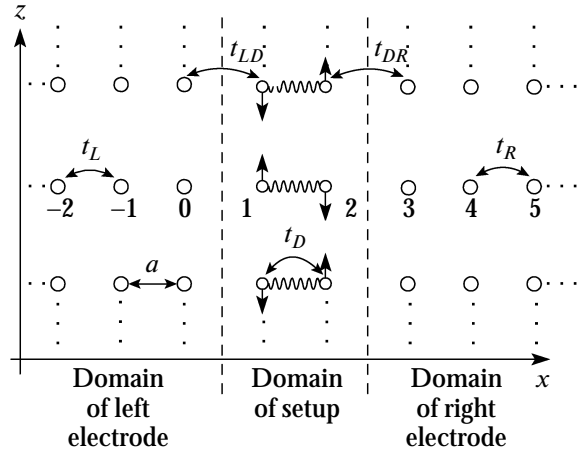 z
t_LD t_DR
t_L t_R
−2 −1 0 1 2 3 4 5
t_D
a
x
Domain of left electrode
Domain of setup
Domain of right electrode